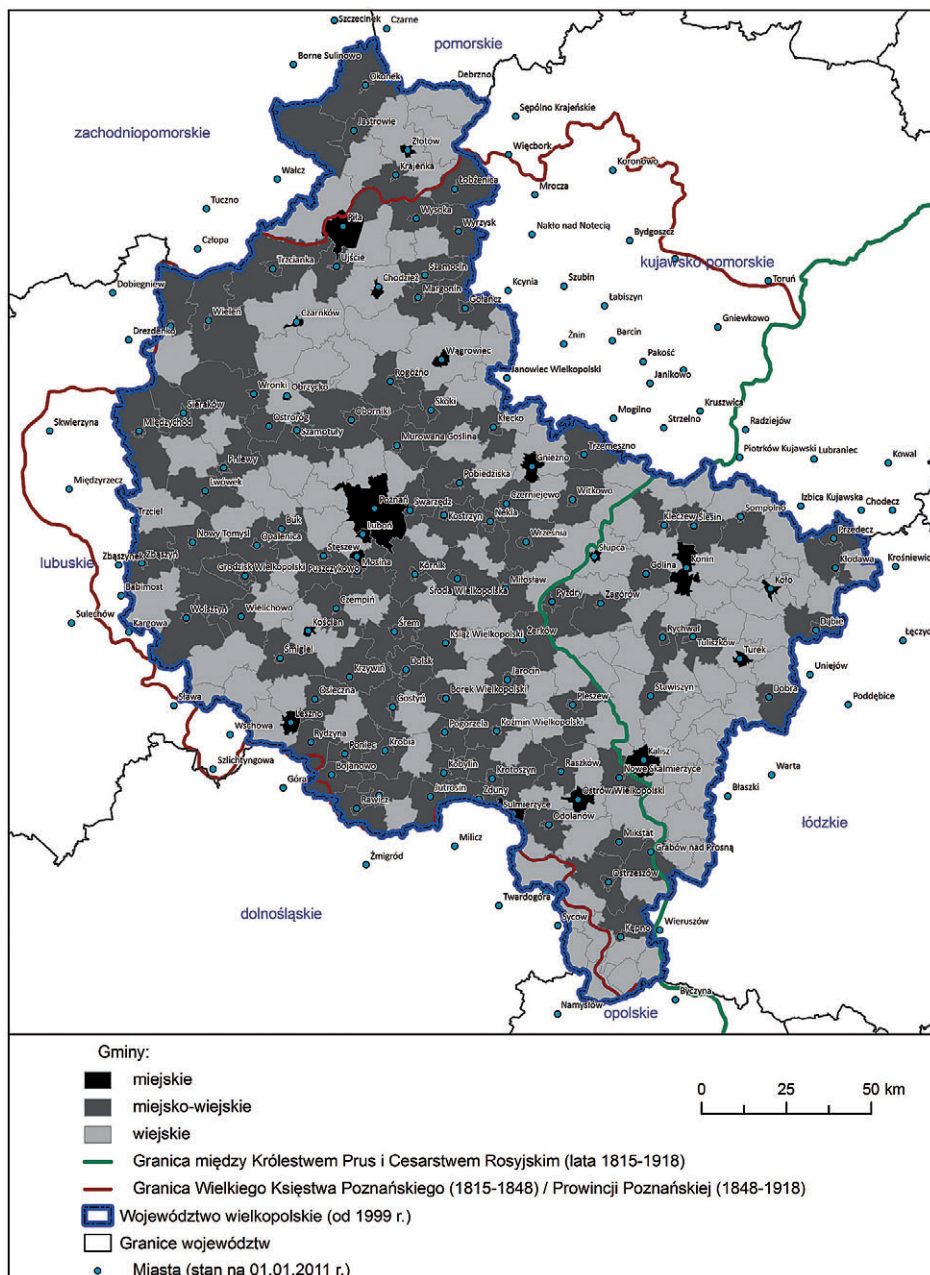 Szczecinek
Czarne
pomorskie
Borne Sulinowo
Okonek
Debrzno
Sępólno Krajeńskie
zachodniopomorskie
Jastrowie
Złotów
Więcbork
Koronowo
Wałcz
Krajenka
Łobżenica
Mrocza
Tuczno
Wysoka
Piła
Wyrzysk
Nakło nad Notecią
Bydgoszcz
Człopa
Trzcianka
Ujście
Szamocin
kujawsko-pomorskie
Toruń
Dobiegniew
Chodzież
Margonin
Kcynia
Szubin
Gołańcz
Łabiszyn
Wieleń
Czarnków
Gniewkowo
Drezdenko
Żnin
Barcin
Wągrowiec
Pakość
Janowiec Wielkopolski
Janikowo
Rogoźno
Wronki
Obrzycko
Skoki
Sieraków
Oborniki
Kruszwica
Międzychód
Ostroróg
Szamotuły
Kłecko
Mogilno
Strzelno
Radziejów
Skwierzyna
Murowana Goślina
Trzemeszno
Piotrków Kujawski
Lubraniec
Kowal
Pniewy
Gniezno
Międzyrzecz
Lwówek
Pobiedziska
Poznań
Czerniejewo
Witkowo
Izbica Kujawska
Chodecz
Trzciel
Swarzędz
Kostrzyn
Nekla
Kleczew
Ślesin
Sompolno
Buk
Luboń
Nowy Tomyśl
Opalenica
Września
Przedecz
Zbąszynek
Zbąszyń
Stęszew
Mosina
Słupca
Konin
Kłodawa
Krośniewice
lubuskie
Grodzisk Wielkopolski
Puszczykowo
Kórnik
Golina
Koło
Babimost
Środa Wielkopolska
Miłosław
Pyzdry
Zagórów
Sulechów
Wolsztyn
Wielichowo
Czempiń
Kargowa
Kościan
Śrem
Książ Wielkopolski
Żerków
Rychwał
Tuliszków
Dąbie
Łęczyc
Śmigiel
Turek
Krzywiń
Dolsk
Jarocin
Uniejów
Sława
Osieczna
Gostyń
Borek Wielkopolski
Pleszew
Stawiszyn
Dobra
Poddębice
Leszno
Wschowa
Pogorzela
Koźmin Wielkopolski
Rydzyna
Poniec
Krobia
Kalisz
Szlichtyngowa
Góra
Bojanowo
Kobylin
Krotoszyn
Raszków
Nowe Skalmierzyce
Warta
Rawicz
Jutrosin
Zduny
Sulmierzyce
Ostrów Wielkopolski
Błaszki
Odolanów
łódzkie
Milicz
Mikstat
Grabów nad Prosną
Żmigród
Ostrzeszów
dolnośląskie
Twardogóra
Syców
Kępno
Wieruszów
Namysłów
opolskie
Byczyna
Gminy:
miejskie
miejsko-wiejskie
wiejskie
0 25 50 km
Granica między Królestwem Prus i Cesarstwem Rosyjskim (lata 1815-1918)
Granica Wielkiego Księstwa Poznańskiego (1815-1848) / Prowincji Poznańskiej (1848-1918)
Województwo wielkopolskie (od 1999 r.)
Granice województw
Miasta (stan na 01.01.2011 r.)